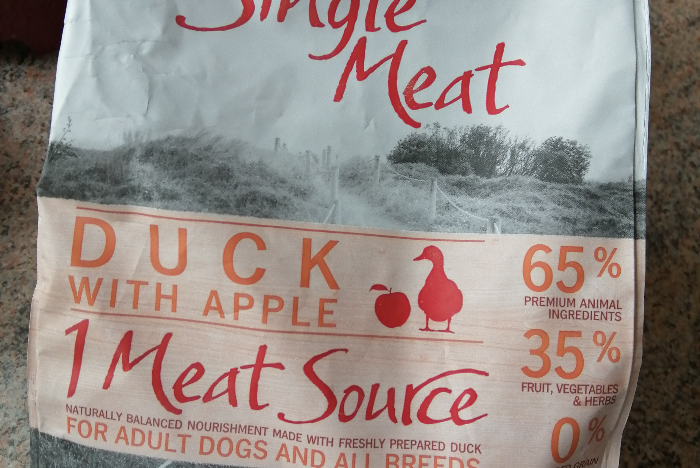 Single
Meat
DUCK
WITH APPLE
1 Meat Source
NATURALLY BALANCED NOURISHMENT MADE WITH FRESHLY PREPARED DUCK
FOR ADULT DOGS AND ALL BREEDS
65%
PREMIUM ANIMAL
INGREDIENTS
35%
FRUIT, VEGETABLES
& HERBS
0%
GRAIN